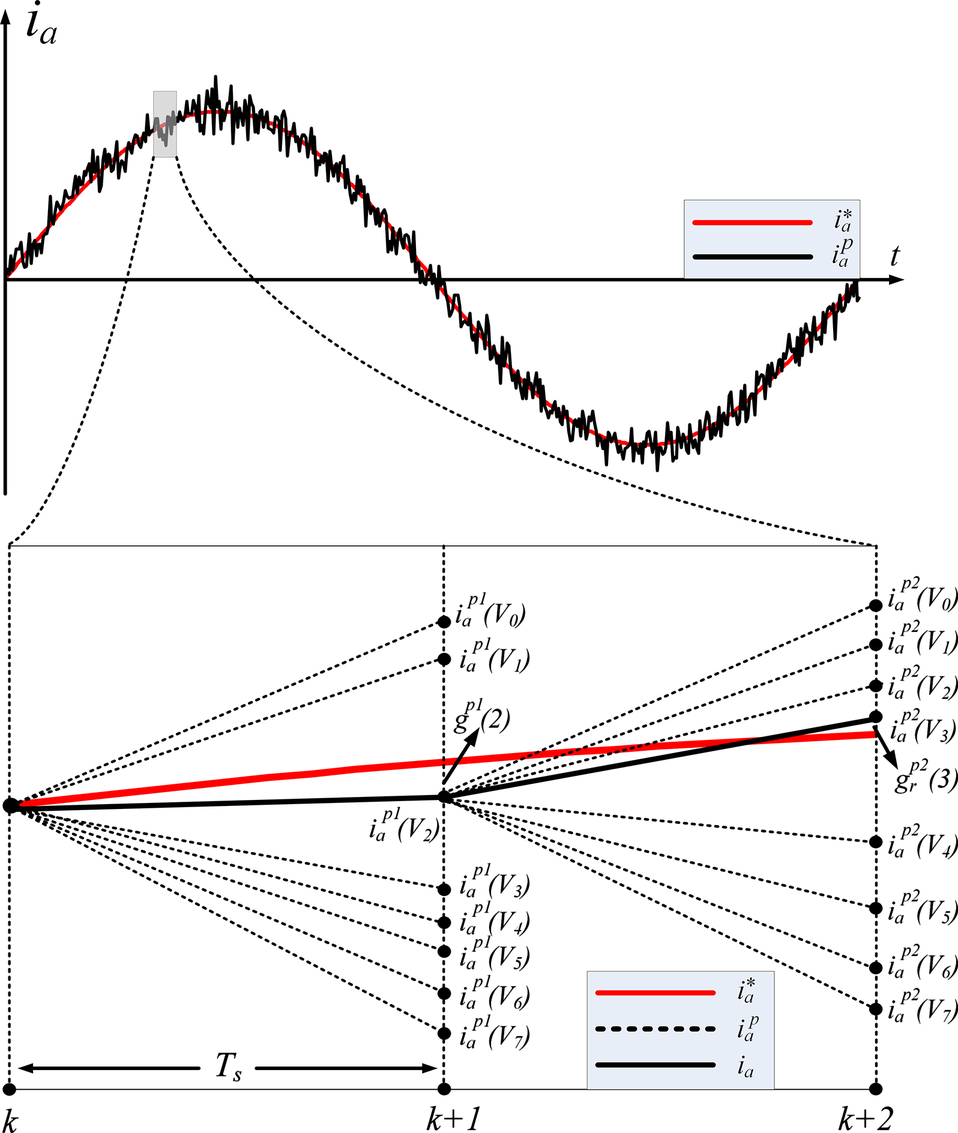 i_a
i_a^*
i_a^p
t
i_a^{p1}(V_0)
i_a^{p1}(V_1)
g^{p1}(2)
i_a^{p1}(V_2)
i_a^{p1}(V_3)
i_a^{p1}(V_4)
i_a^{p1}(V_5)
i_a^{p1}(V_6)
i_a^{p1}(V_7)
i_a^{p2}(V_0)
i_a^{p2}(V_1)
i_a^{p2}(V_2)
i_a^{p2}(V_3)
g_r^{p2}(3)
i_a^{p2}(V_4)
i_a^{p2}(V_5)
i_a^{p2}(V_6)
i_a^{p2}(V_7)
i_a^*
i_a^p
i_a
T_s
k
k+1
k+2